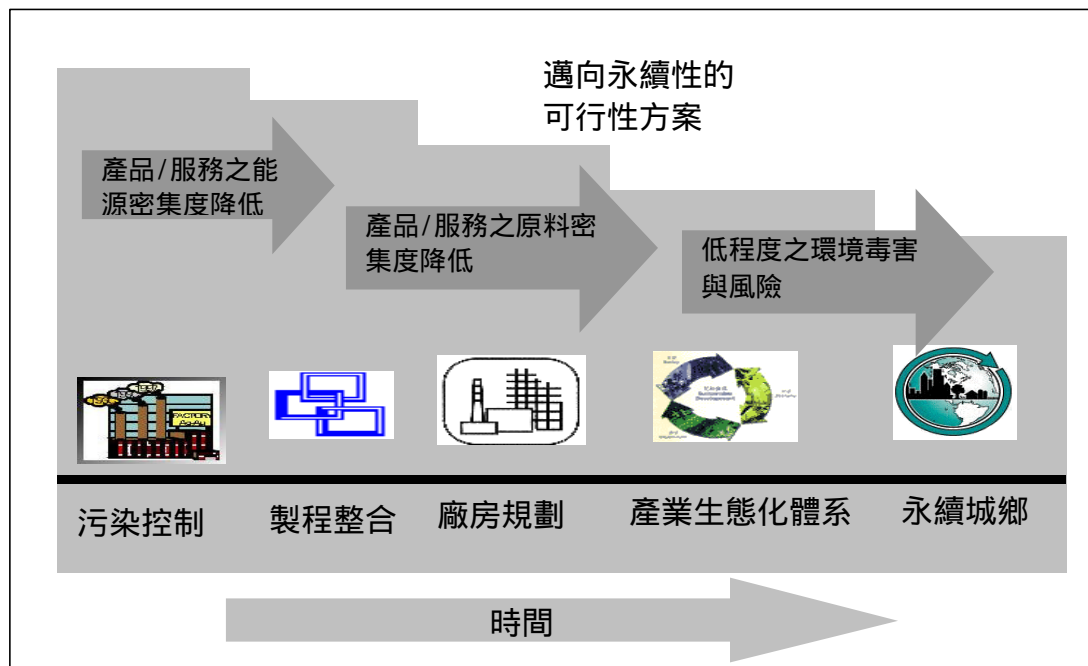 邁向永續性的
可行性方案
產品/服務之能
源密集度降低
產品/服務之原料密
集度降低
低程度之環境毒害
與風險
FACTORY
污染控制
製程整合
廠房規劃
產業生態化體系
永續城鄉
時間